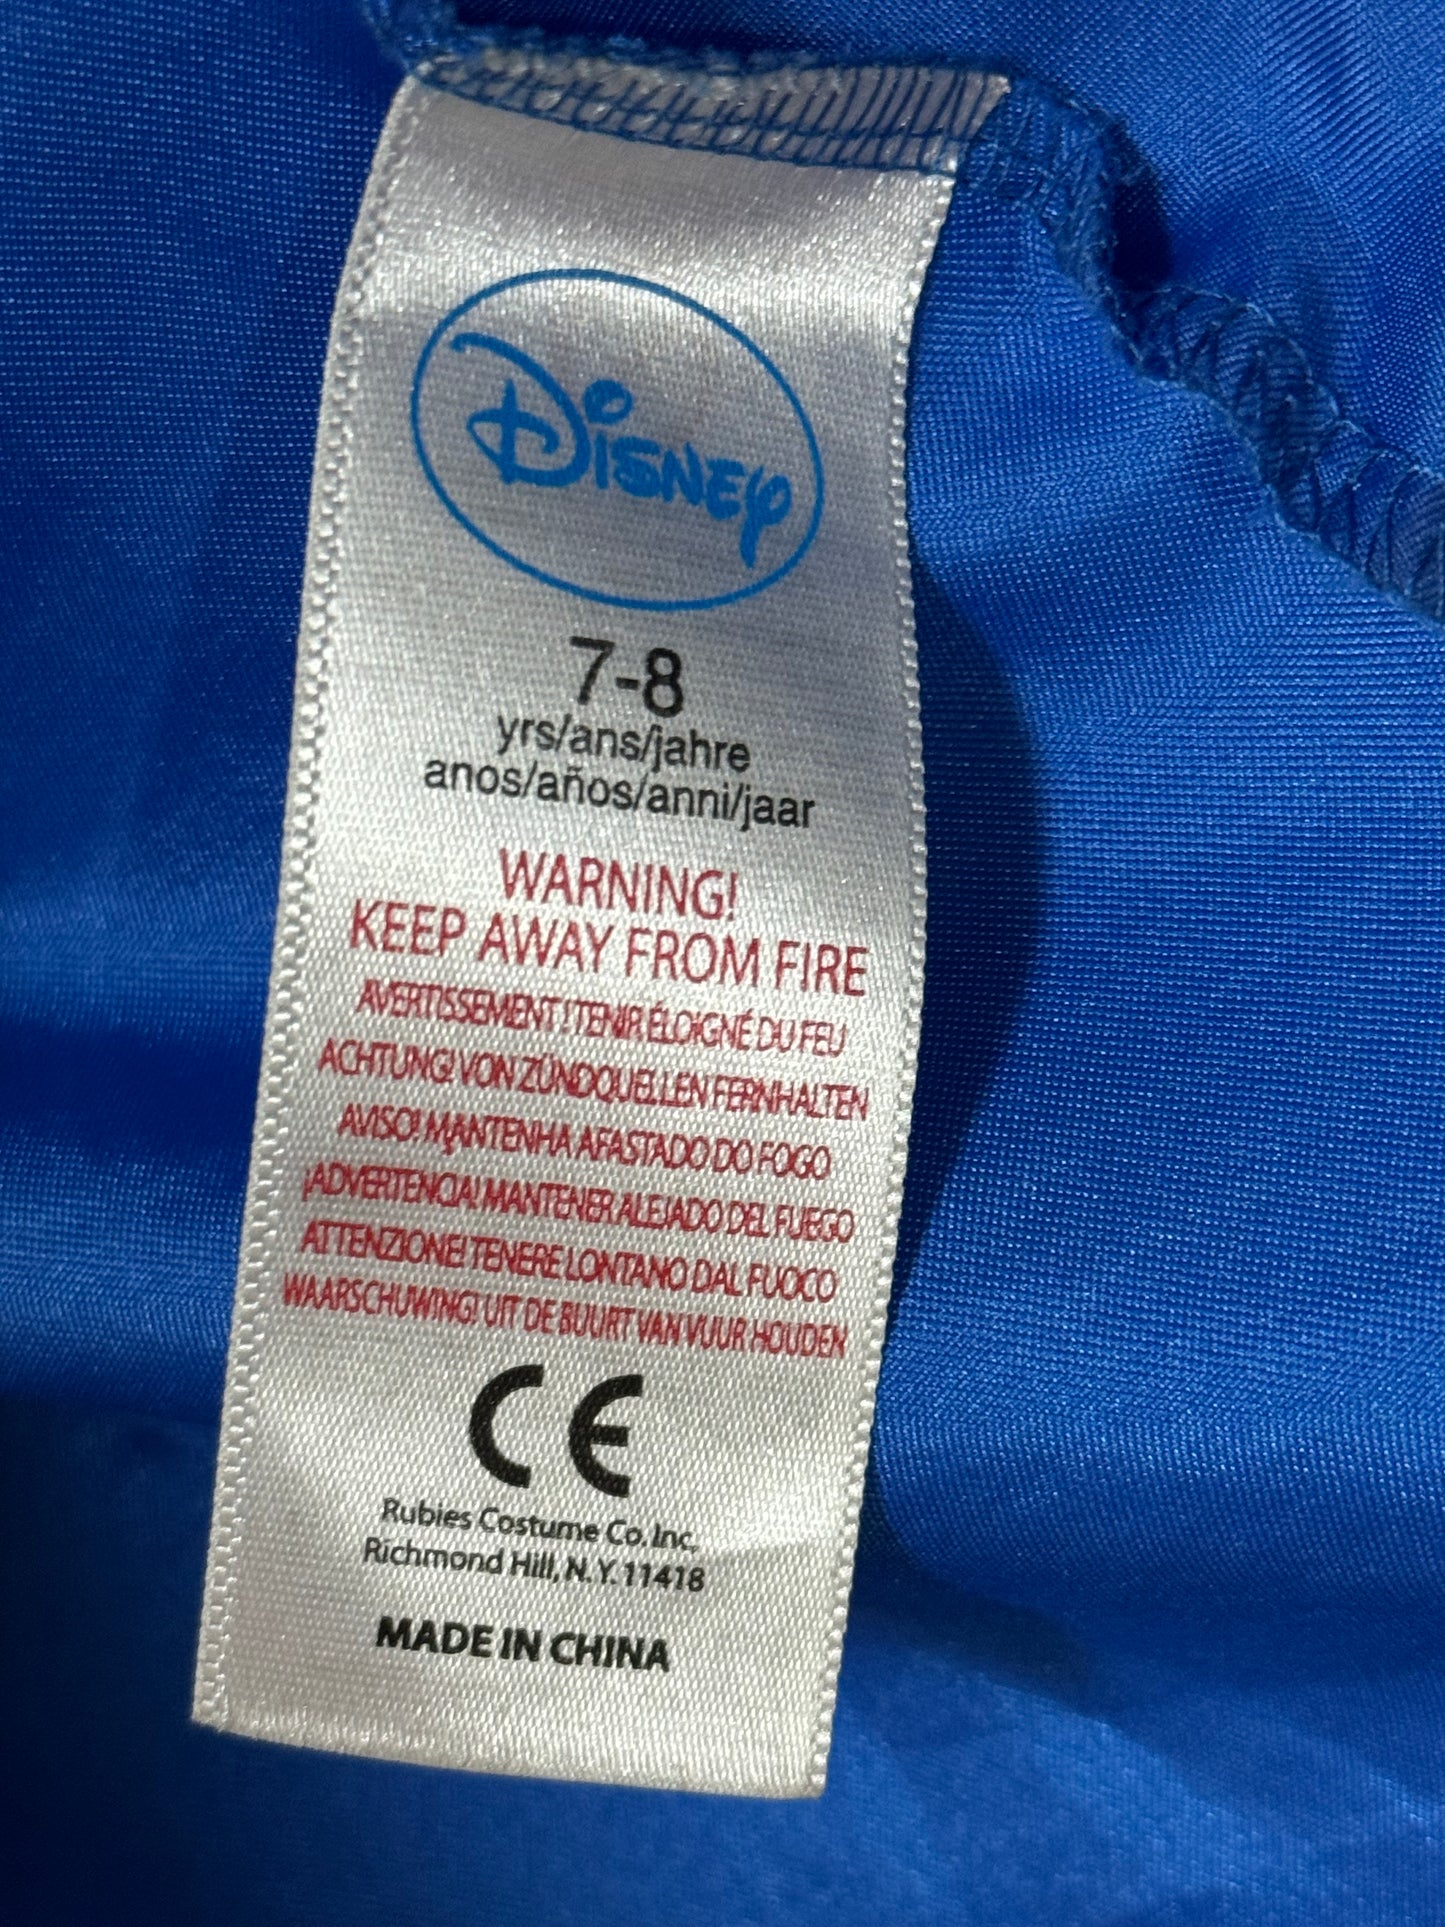 Disney
7-8
yrs/ans/jahre
anos/años/anni/jaar
WARNING!
KEEP AWAY FROM FIRE
AVERTISSEMENT ! TENIR ÉLOIGNÉ DU FEU
ACHTUNG! VON ZÜNDQUELLEN FERNHALTEN
AVISO! MANTENHA AFASTADO DO FOGO
¡ADVERTENCIA! MANTENER ALEJADO DEL FUEGO
ATTENZIONE! TENERE LONTANO DAL FUOCO
WAARSCHUWING! UIT DE BUURT VAN VUUR HOUDEN
CE
Rubies Costume Co. Inc,
Richmond Hill, N.Y. 11418
MADE IN CHINA